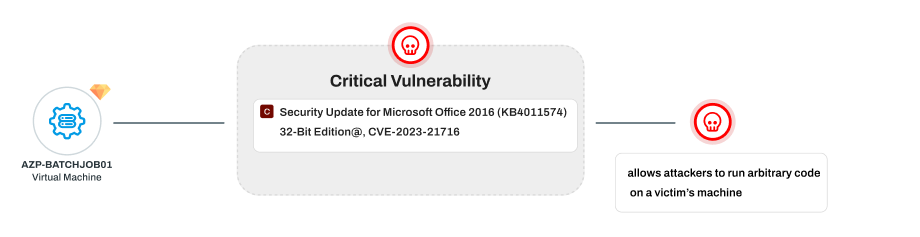 Critical Vulnerability
C Security Update for Microsoft Office 2016 (KB4011574)
32-Bit Edition@, CVE-2023-21716
AZP-BATCHJOB01
Virtual Machine
allows attackers to run arbitrary code
on a victim's machine